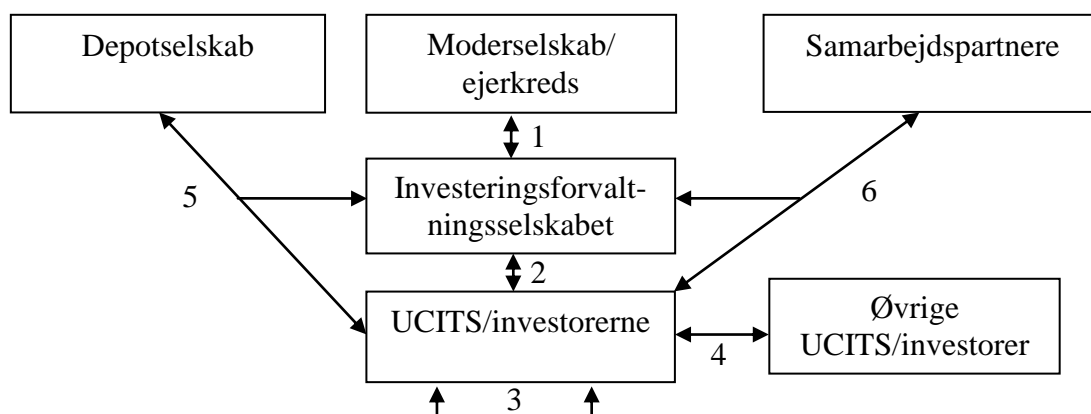 Depotselskab
Moderselskab/
ejerkreds
Samarbejdspartnere
1
5
Investeringsforvalt-
ningsselskabet
6
2
UCITS/investorerne
4
Øvrige
UCITS/investorer
3